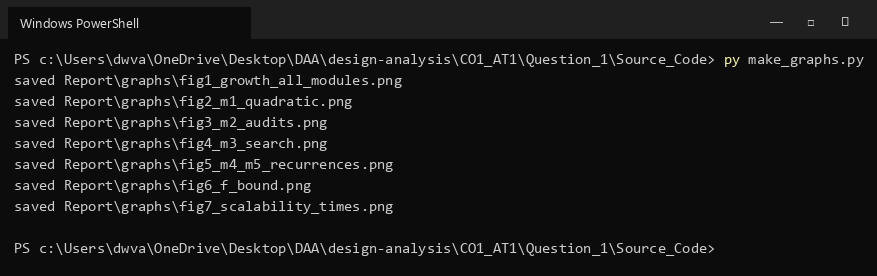 Windows PowerShell
PS c:\Users\dwva\OneDrive\Desktop\DAA\design-analysis\CO1_AT1\Question_1\Source_Code> py make_graphs.py
saved Report\graphs\fig1_growth_all_modules.png
saved Report\graphs\fig2_m1_quadratic.png
saved Report\graphs\fig3_m2_audits.png
saved Report\graphs\fig4_m3_search.png
saved Report\graphs\fig5_m4_m5_recurrences.png
saved Report\graphs\fig6_f_bound.png
saved Report\graphs\fig7_scalability_times.png
PS c:\Users\dwva\OneDrive\Desktop\DAA\design-analysis\CO1_AT1\Question_1\Source_Code>